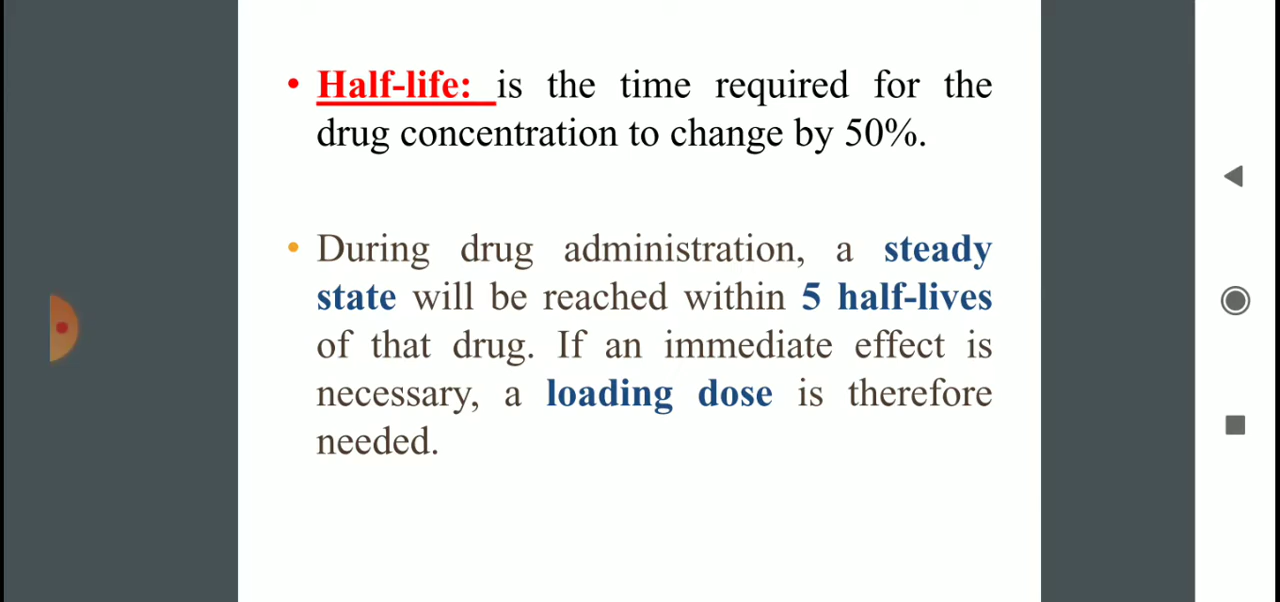 • Half-life: is the time required for the
drug concentration to change by 50%.
• During drug administration, a steady
state will be reached within 5 half-lives
of that drug. If an immediate effect is
necessary, a loading dose is therefore
needed.